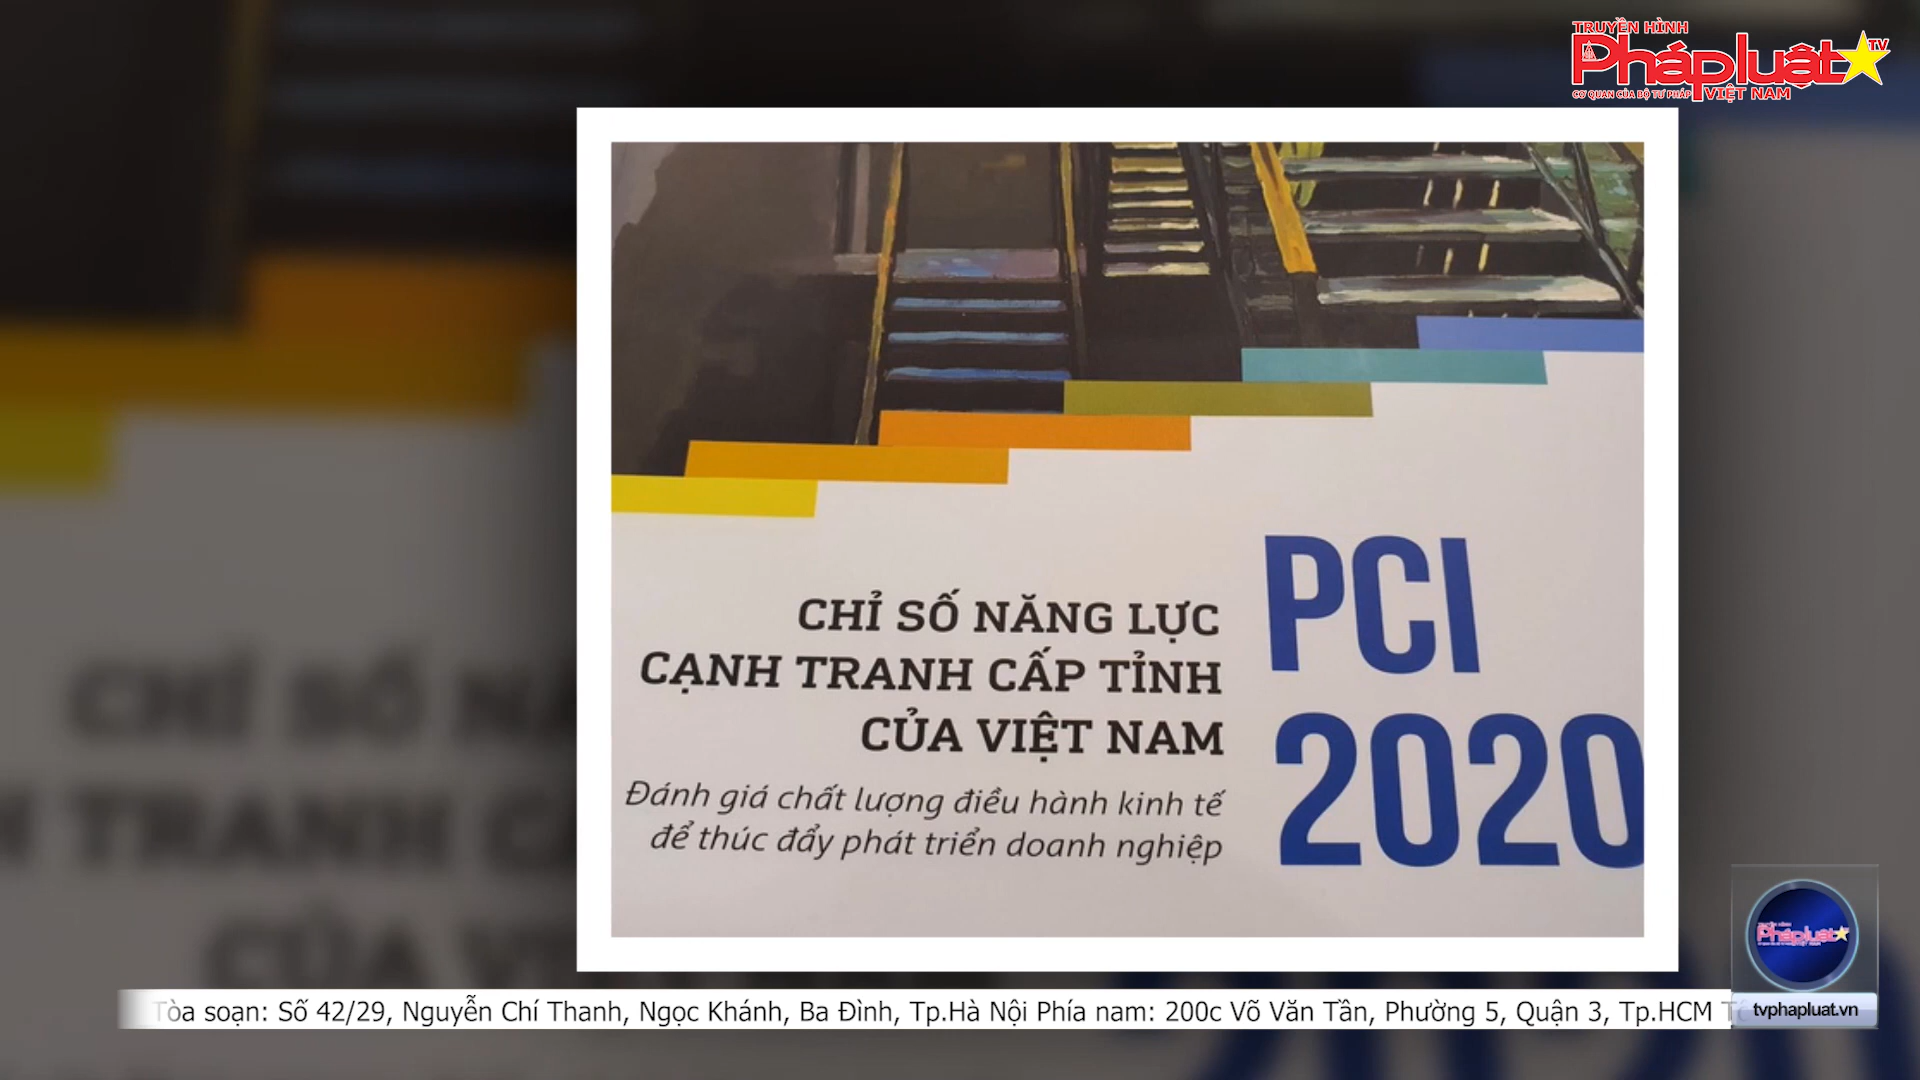 TRUYỀN HÌNH
Phápluật TV
CƠ QUAN CỦA BỘ TƯ PHÁP VIỆT NAM
CHỈ SỐ NĂNG LỰC
CẠNH TRANH CẤP TỈNH
CỦA VIỆT NAM
PCI
2020
Đánh giá chất lượng điều hành kinh tế
để thúc đẩy phát triển doanh nghiệp
Phápluật
Tòa soạn: Số 42/29, Nguyễn Chí Thanh, Ngọc Khánh, Ba Đình, Tp.Hà Nội Phía nam: 200c Võ Văn Tần, Phường 5, Quận 3, Tp.HCM
tvphapluat.vn